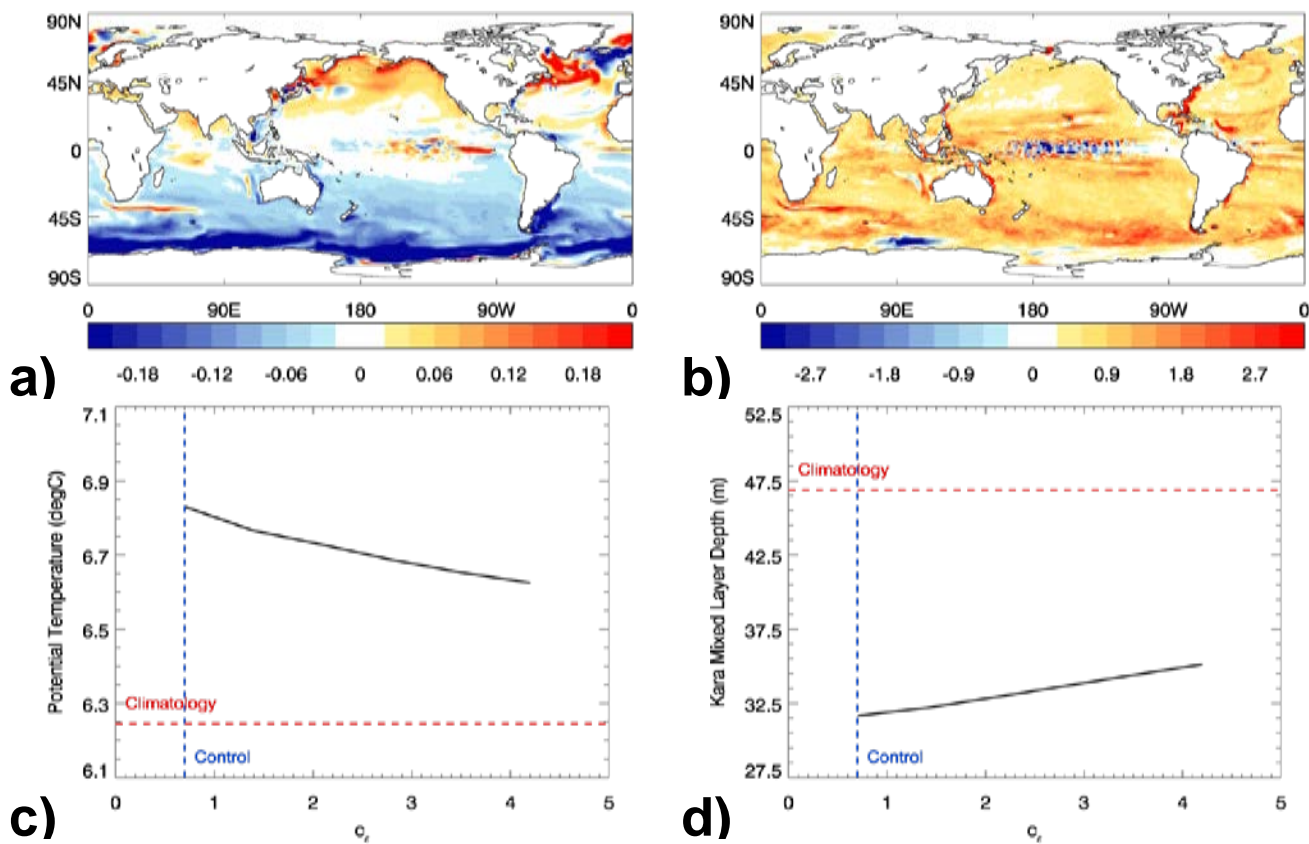 90N
45N
0
45S
90S
0 90E 180 90W 0
-0.18 -0.12 -0.06 0 0.06 0.12 0.18
a)
90N
45N
0
45S
90S
0 90E 180 90W 0
-2.7 -1.8 -0.9 0 0.9 1.8 2.7
b)
7.1
6.9
6.7
6.5
6.3
6.1
Potential Temperature (degC)
Climatology
Control
0 1 2 3 4 5
cε
c)
52.5
47.5
42.5
37.5
32.5
27.5
Kara Mixed Layer Depth (m)
Climatology
Control
0 1 2 3 4 5
cε
d)